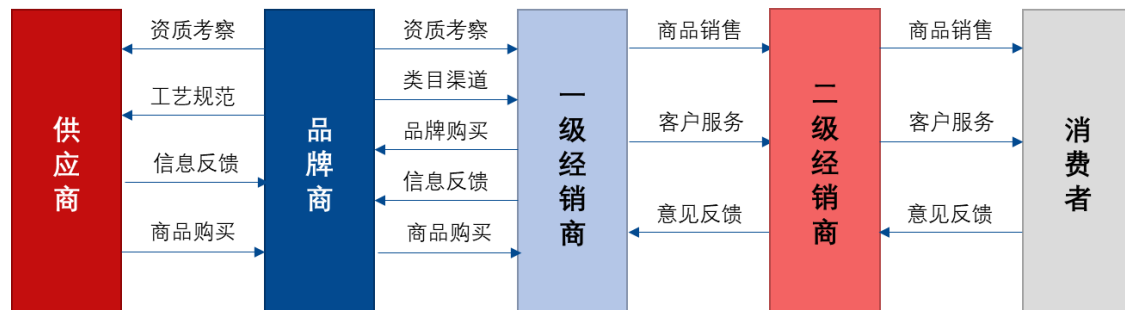 资质考察
资质考察
商品销售
商品销售
工艺规范
类目渠道
供应商
品牌商
一级经销商
二级经销商
消费者
品牌购买
客户服务
客户服务
信息反馈
信息反馈
意见反馈
意见反馈
商品购买
商品购买